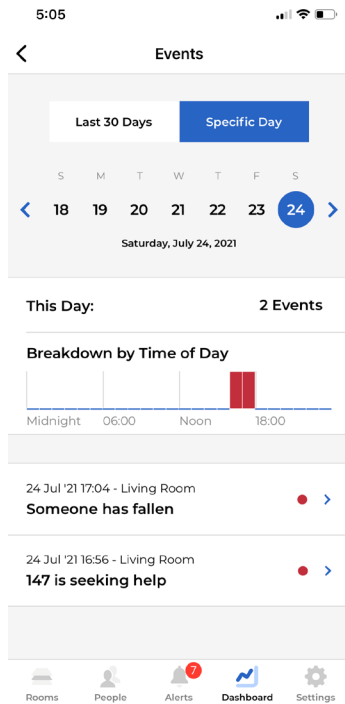 5:05
Events
Last 30 Days Specific Day
S M T W T F S
18 19 20 21 22 23 24
Saturday, July 24, 2021
This Day: 2 Events
Breakdown by Time of Day
Midnight 06:00 Noon 18:00
24 Jul '21 17:04 - Living Room
Someone has fallen
24 Jul '21 16:56 - Living Room
147 is seeking help
7
Rooms People Alerts Dashboard Settings